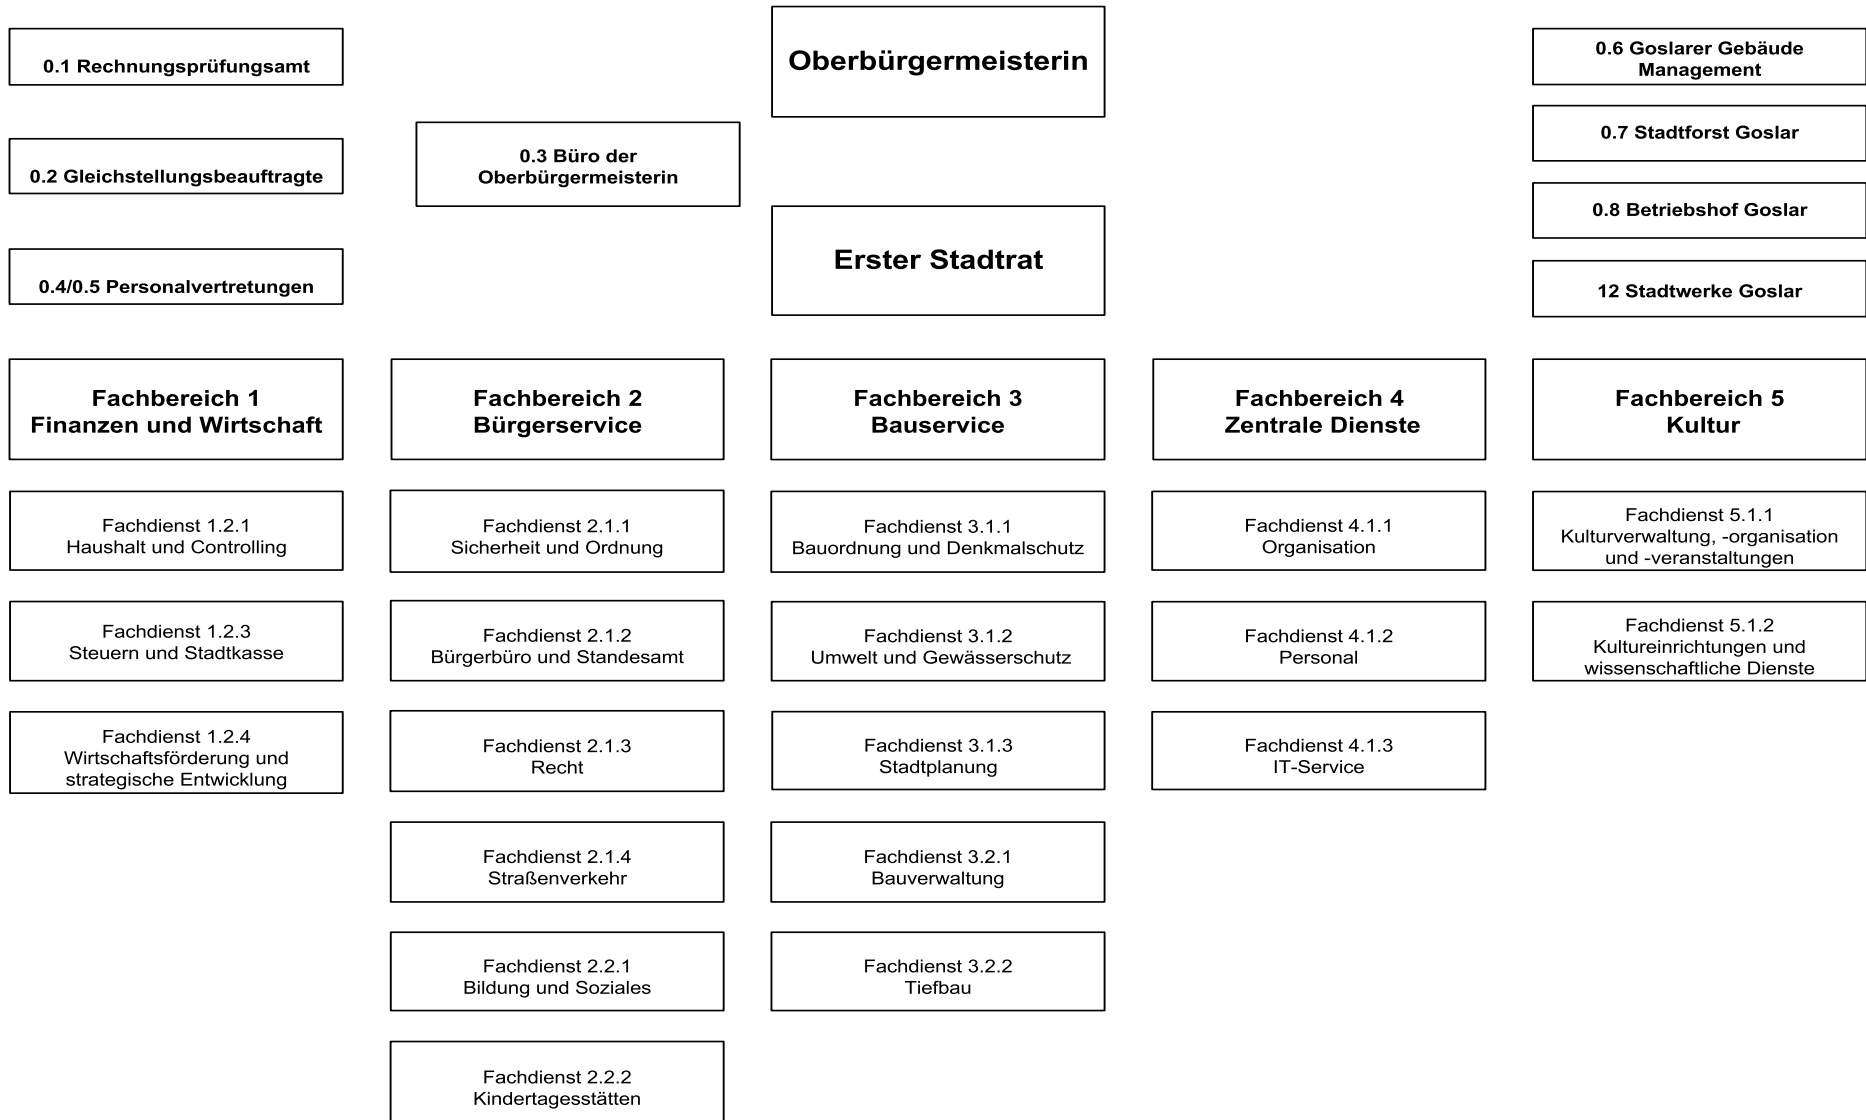 Oberbürgermeisterin
0.1 Rechnungsprüfungsamt
0.2 Gleichstellungsbeauftragte
0.4/0.5 Personalvertretungen
0.3 Büro der
Oberbürgermeisterin
Erster Stadtrat
0.6 Goslarer Gebäude
Management
0.7 Stadtforst Goslar
0.8 Betriebshof Goslar
12 Stadtwerke Goslar
Fachbereich 1
Finanzen und Wirtschaft
Fachdienst 1.2.1
Haushalt und Controlling
Fachdienst 1.2.3
Steuern und Stadtkasse
Fachdienst 1.2.4
Wirtschaftsförderung und
strategische Entwicklung
Fachbereich 2
Bürgerservice
Fachdienst 2.1.1
Sicherheit und Ordnung
Fachdienst 2.1.2
Bürgerbüro und Standesamt
Fachdienst 2.1.3
Recht
Fachdienst 2.1.4
Straßenverkehr
Fachdienst 2.2.1
Bildung und Soziales
Fachdienst 2.2.2
Kindertagesstätten
Fachbereich 3
Bauservice
Fachdienst 3.1.1
Bauordnung und Denkmalschutz
Fachdienst 3.1.2
Umwelt und Gewässerschutz
Fachdienst 3.1.3
Stadtplanung
Fachdienst 3.2.1
Bauverwaltung
Fachdienst 3.2.2
Tiefbau
Fachbereich 4
Zentrale Dienste
Fachdienst 4.1.1
Organisation
Fachdienst 4.1.2
Personal
Fachdienst 4.1.3
IT-Service
Fachbereich 5
Kultur
Fachdienst 5.1.1
Kulturverwaltung, -organisation
und -veranstaltungen
Fachdienst 5.1.2
Kultureinrichtungen und
wissenschaftliche Dienste